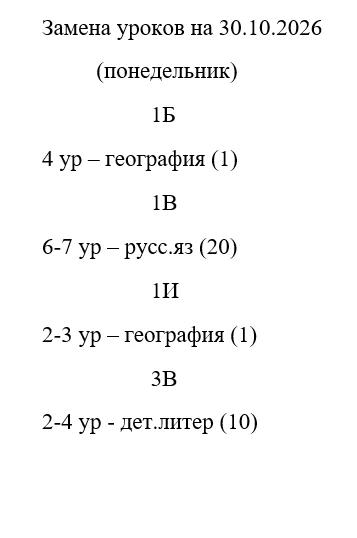 Замена уроков на 30.10.2026
(понедельник)
1Б
4 ур – география (1)
1В
6-7 ур – русс.яз (20)
1И
2-3 ур – география (1)
3В
2-4 ур - дет.литер (10)